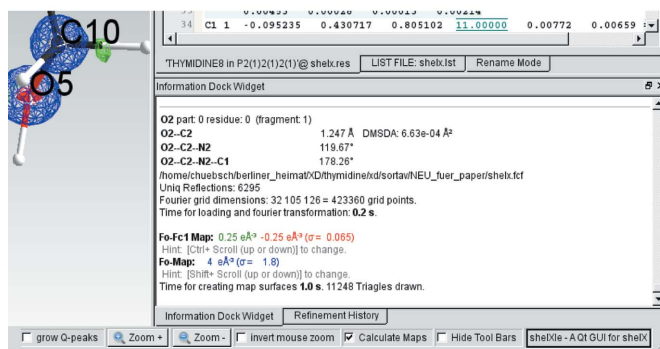 C10
O5
34 C1 1 -0.095235 0.430717 0.805102 11.00000 0.00772 0.00659
'THYMIDINE8 in P2(1)2(1)2(1)'@ shelx.res LIST FILE: shelx.lst Rename Mode
Information Dock Widget
O2 part: 0 residue: 0 (fragment: 1)
O2--C2 1.247 Å DMSDA: 6.63e-04 Å²
O2--C2--N2 119.67°
O2--C2--N2--C1 178.26°
/home/chuebsch/berliner_heimat/XD/thymidine/xd/sortav/NEU_fuer_paper/shelx.fcf
Uniq Reflections: 6295
Fourier grid dimensions: 32 105 126 = 423360 grid points.
Time for loading and fourier transformation: 0.2 s.
Fo-Fc1 Map: 0.25 eÅ⁻³ -0.25 eÅ⁻³ (σ= 0.065)
Hint: [Ctrl+ Scroll (up or down)] to change.
Fo-Map: 4 eÅ⁻³ (σ= 1.8)
Hint: [Shift+ Scroll (up or down)] to change.
Time for creating map surfaces 1.0 s. 11248 Triagles drawn.
Information Dock Widget Refinement History
grow Q-peaks Zoom + Zoom - invert mouse zoom Calculate Maps Hide Tool Bars shelXle - A Qt GUI for shelX